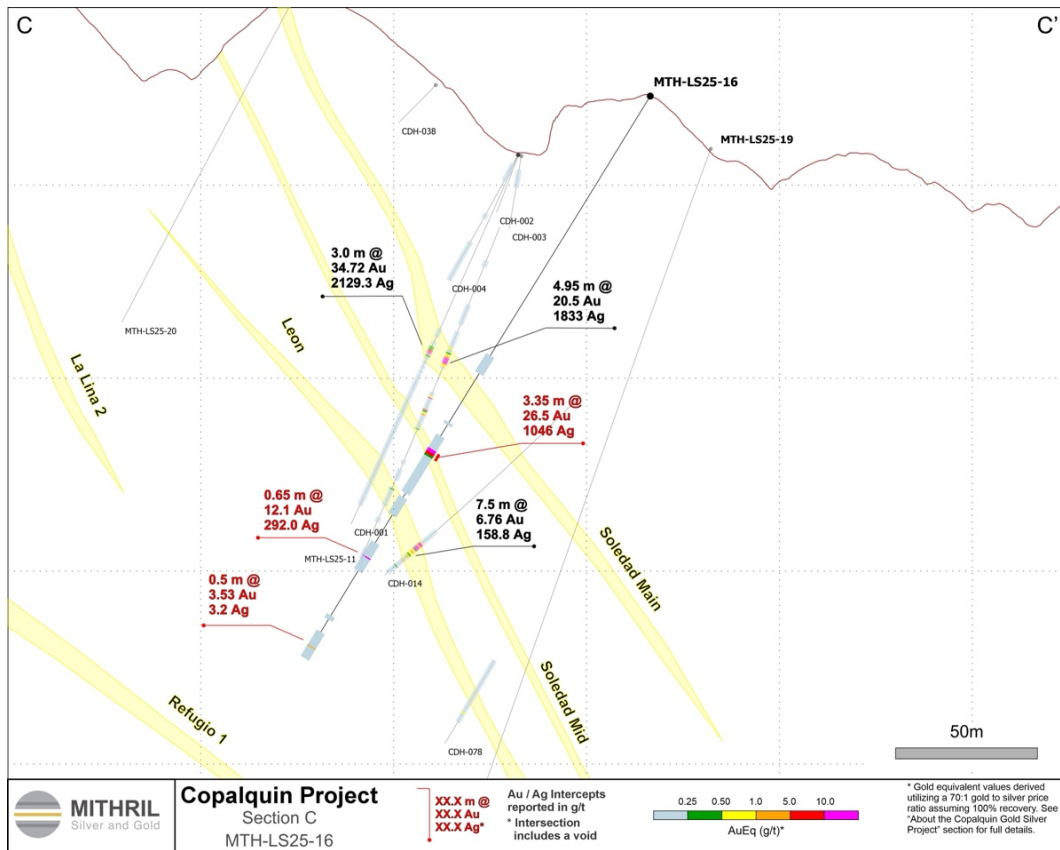 C
C'
MTH-LS25-16
CDH-038
MTH-LS25-19
CDH-002
CDH-003
3.0 m @
34.72 Au
2129.3 Ag
CDH-004
4.95 m @
20.5 Au
1833 Ag
MTH-LS25-20
Leon
La Lina 2
3.35 m @
26.5 Au
1046 Ag
0.65 m @
12.1 Au
292.0 Ag
7.5 m @
6.76 Au
158.8 Ag
CDH-001
MTH-LS25-11
CDH-014
Soledad Main
0.5 m @
3.53 Au
3.2 Ag
Soledad Mid
Refugio 1
CDH-078
50m
MITHRIL
Silver and Gold
Copalquin Project
Section C
MTH-LS25-16
XX.X m @
XX.X Au
XX.X Ag*
Au / Ag Intercepts
reported in g/t
* Intersection
includes a void
0.25 0.50 1.0 5.0 10.0
AuEq (g/t)*
* Gold equivalent values derived
utilizing a 70:1 gold to silver price
ratio assuming 100% recovery. See
"About the Copalquin Gold Silver
Project" section for full details.